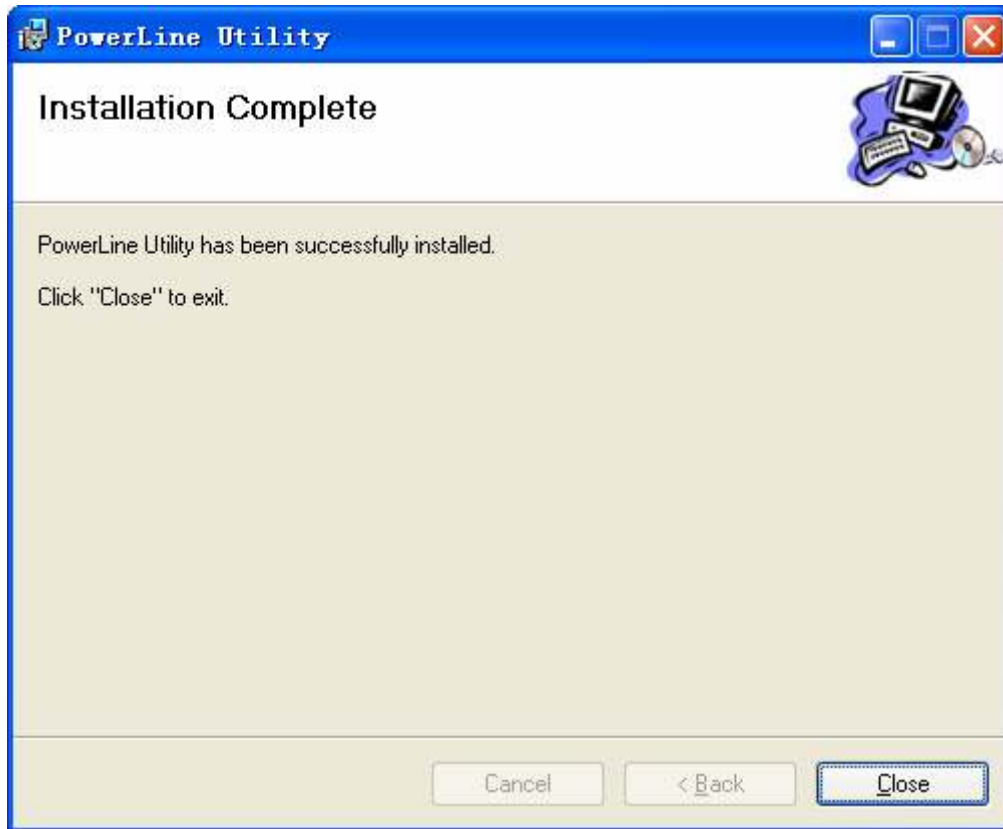 PowerLine Utility
Installation Complete
PowerLine Utility has been successfully installed.
Click "Close" to exit.
Cancel
< Back
Close